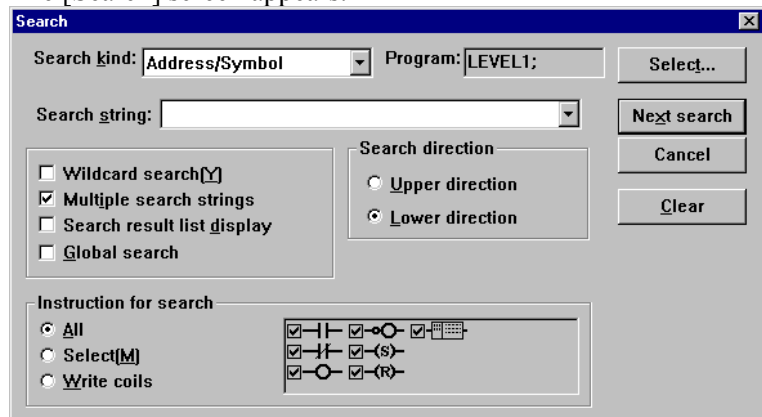 Search
Search kind: Address/Symbol Program: LEVEL1; Select...
Search string: Next search
Cancel
Clear
Wildcard search(Y)
Multiple search strings
Search result list display
Global search
Search direction
Upper direction
Lower direction
Instruction for search
All
Select(M)
Write coils
(S)
(R)